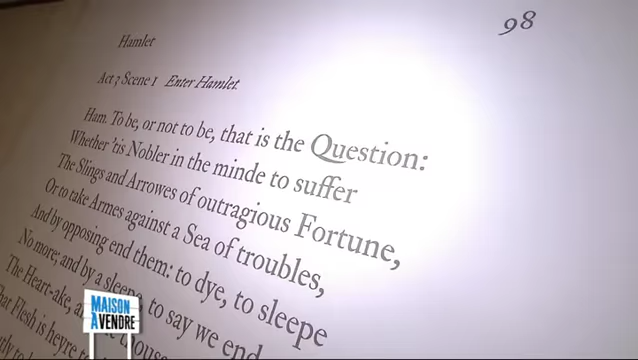 98
Hamlet
Act 3 Scene I Enter Hamlet.
Ham. To be, or not to be, that is the Question:
Whether 'tis Nobler in the minde to suffer
The Slings and Arrowes of outragious Fortune,
Or to take Armes against a Sea of troubles,
And by opposing end them: to dye, to sleepe
No more; and by a sleepe, to say we end
The Heart-ake, 
Flesh is heyre to
MAISON
À VENDRE